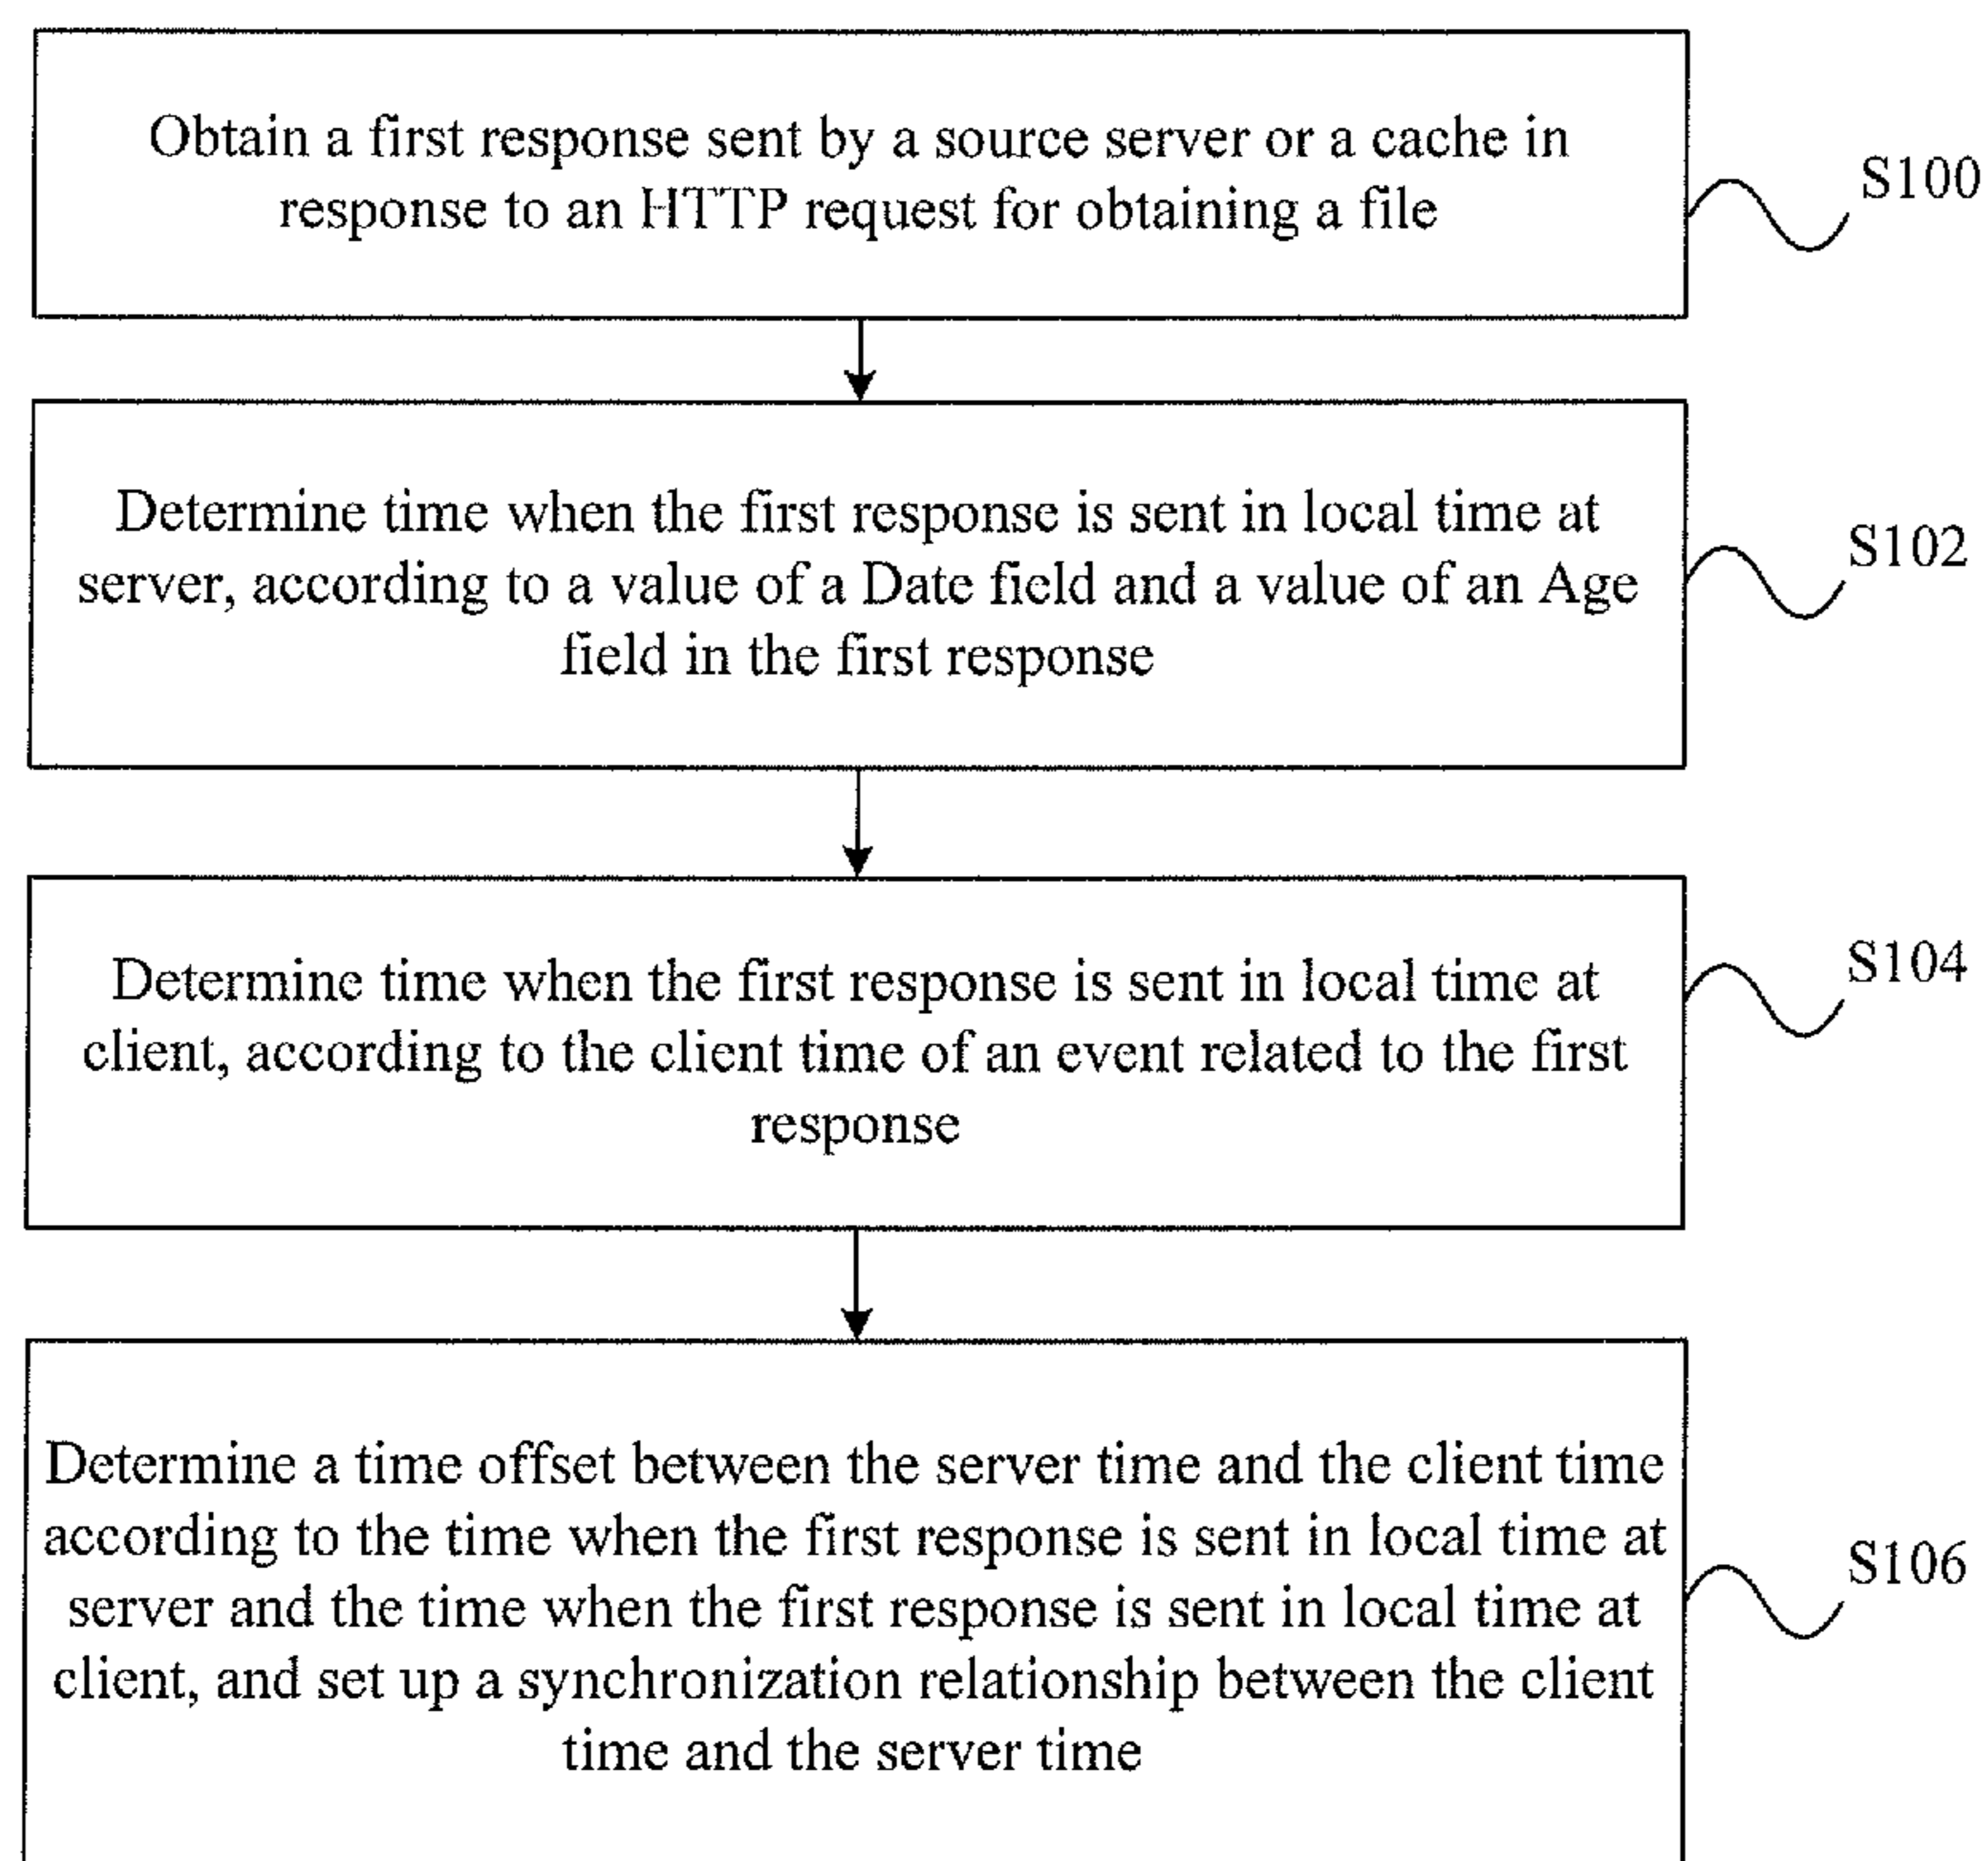 Obtain a first response sent by a source server or a cache in
response to an HTTP request for obtaining a file
S100
Determine time when the first response is sent in local time at
server, according to a value of a Date field and a value of an Age
field in the first response
S102
Determine time when the first response is sent in local time at
client, according to the client time of an event related to the first
response
S104
Determine a time offset between the server time and the client time
according to the time when the first response is sent in local time at
server and the time when the first response is sent in local time at
client, and set up a synchronization relationship between the client
time and the server time
S106